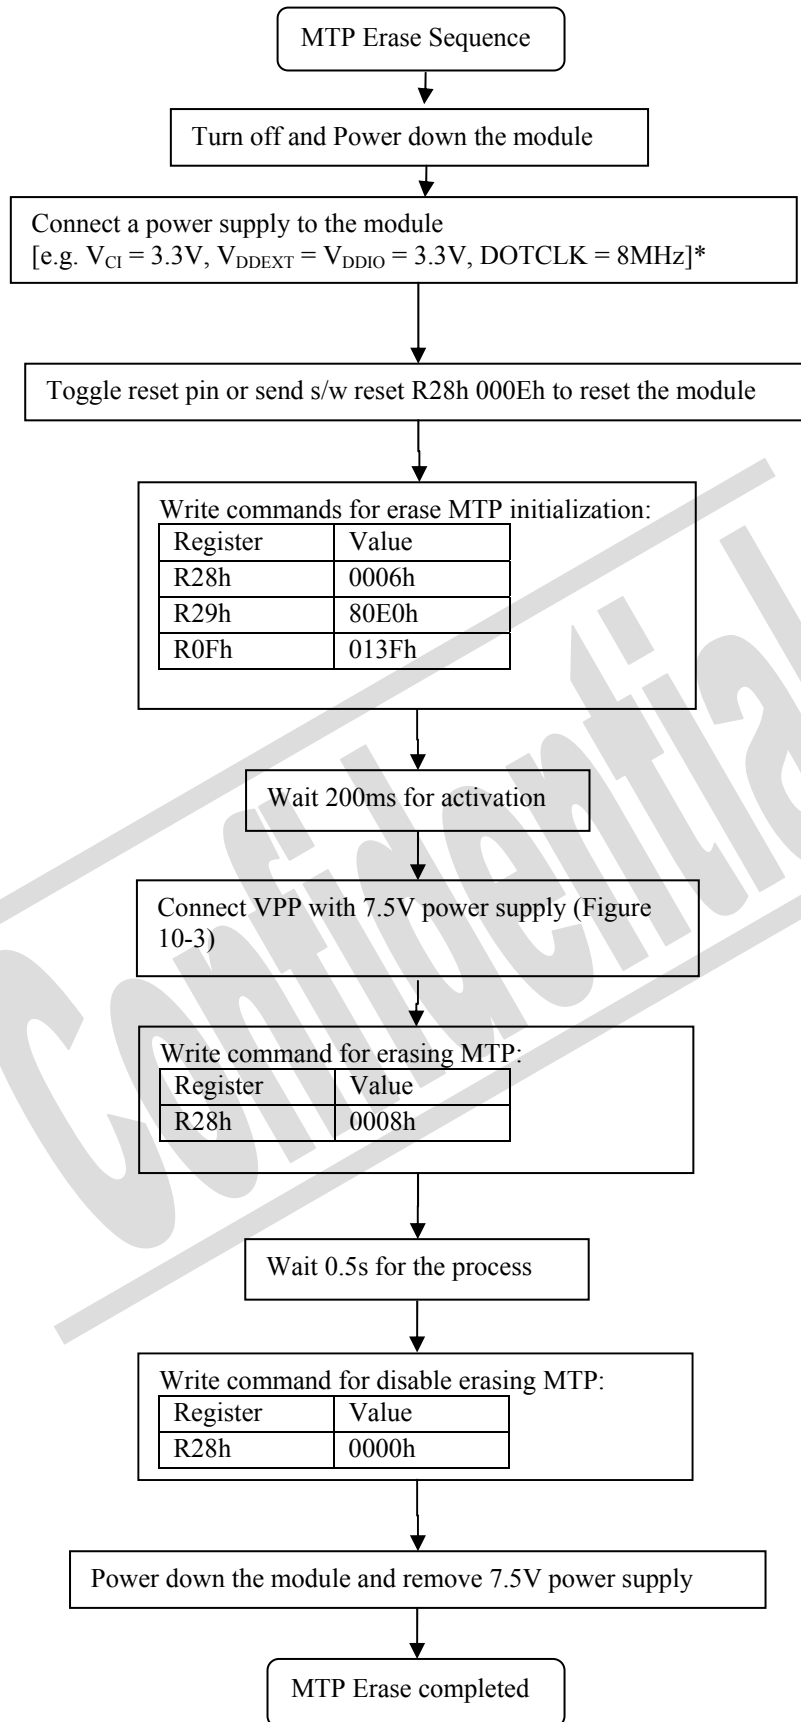 MTP Erase Sequence
Turn off and Power down the module
Connect a power supply to the module
[e.g. VCI = 3.3V, VDDEXT = VDDIO = 3.3V, DOTCLK = 8MHz]*
Toggle reset pin or send s/w reset R28h 000Eh to reset the module
Write commands for erase MTP initialization:
Register Value
R28h 0006h
R29h 80E0h
R0Fh 013Fh
Wait 200ms for activation
Connect VPP with 7.5V power supply (Figure
10-3)
Write command for erasing MTP:
Register Value
R28h 0008h
Wait 0.5s for the process
Write command for disable erasing MTP:
Register Value
R28h 0000h
Power down the module and remove 7.5V power supply
MTP Erase completed
Confidential